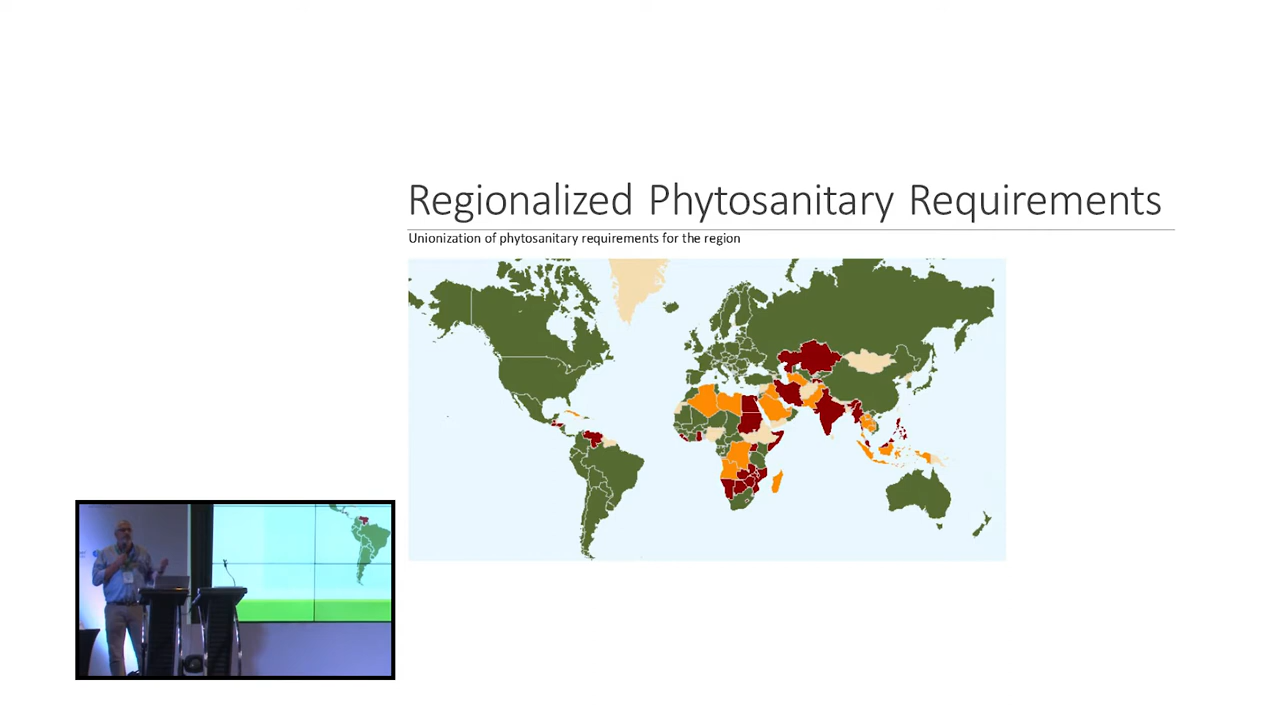 Regionalized Phytosanitary Requirements
Unionization of phytosanitary requirements for the region